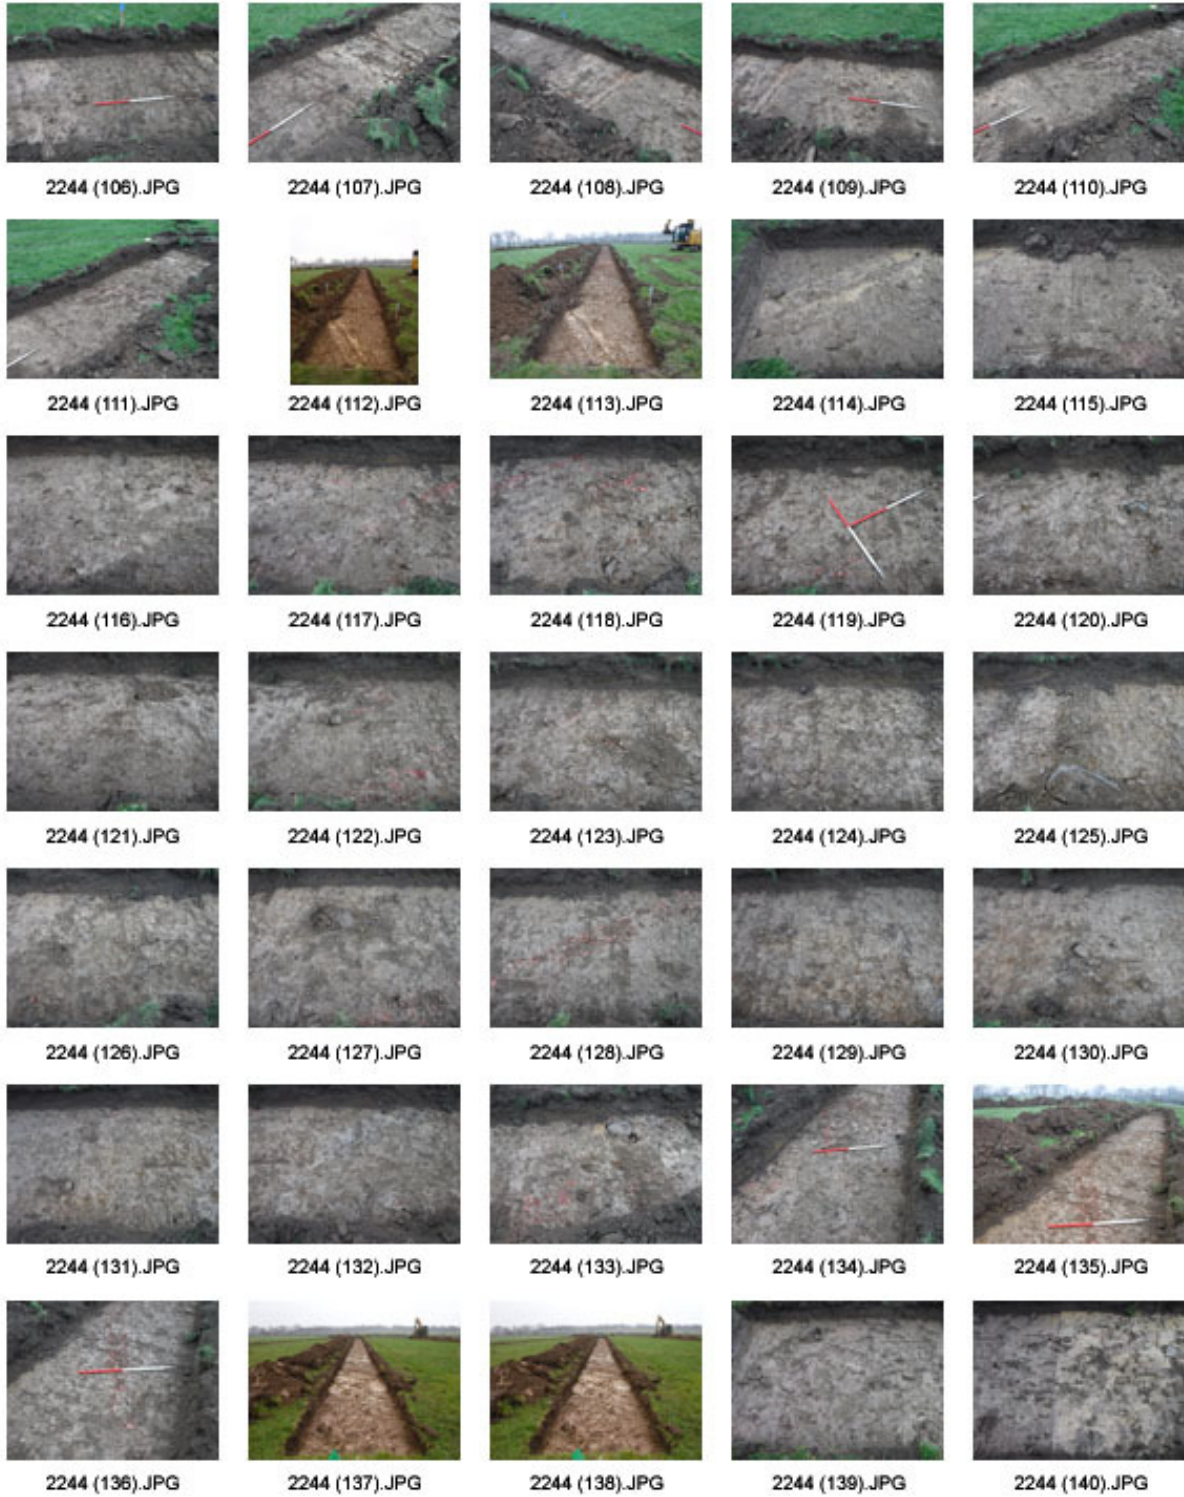 2244 (106).JPG 2244 (107).JPG 2244 (108).JPG 2244 (109).JPG 2244 (110).JPG
2244 (111).JPG 2244 (112).JPG 2244 (113).JPG 2244 (114).JPG 2244 (115).JPG
2244 (116).JPG 2244 (117).JPG 2244 (118).JPG 2244 (119).JPG 2244 (120).JPG
2244 (121).JPG 2244 (122).JPG 2244 (123).JPG 2244 (124).JPG 2244 (125).JPG
2244 (126).JPG 2244 (127).JPG 2244 (128).JPG 2244 (129).JPG 2244 (130).JPG
2244 (131).JPG 2244 (132).JPG 2244 (133).JPG 2244 (134).JPG 2244 (135).JPG
2244 (136).JPG 2244 (137).JPG 2244 (138).JPG 2244 (139).JPG 2244 (140).JPG